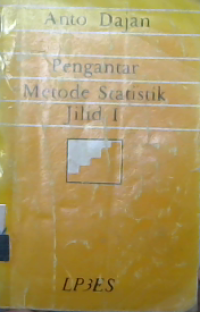 Anto Dajan
Pengantar
Metode Statistik
Jilid I
LP3ES